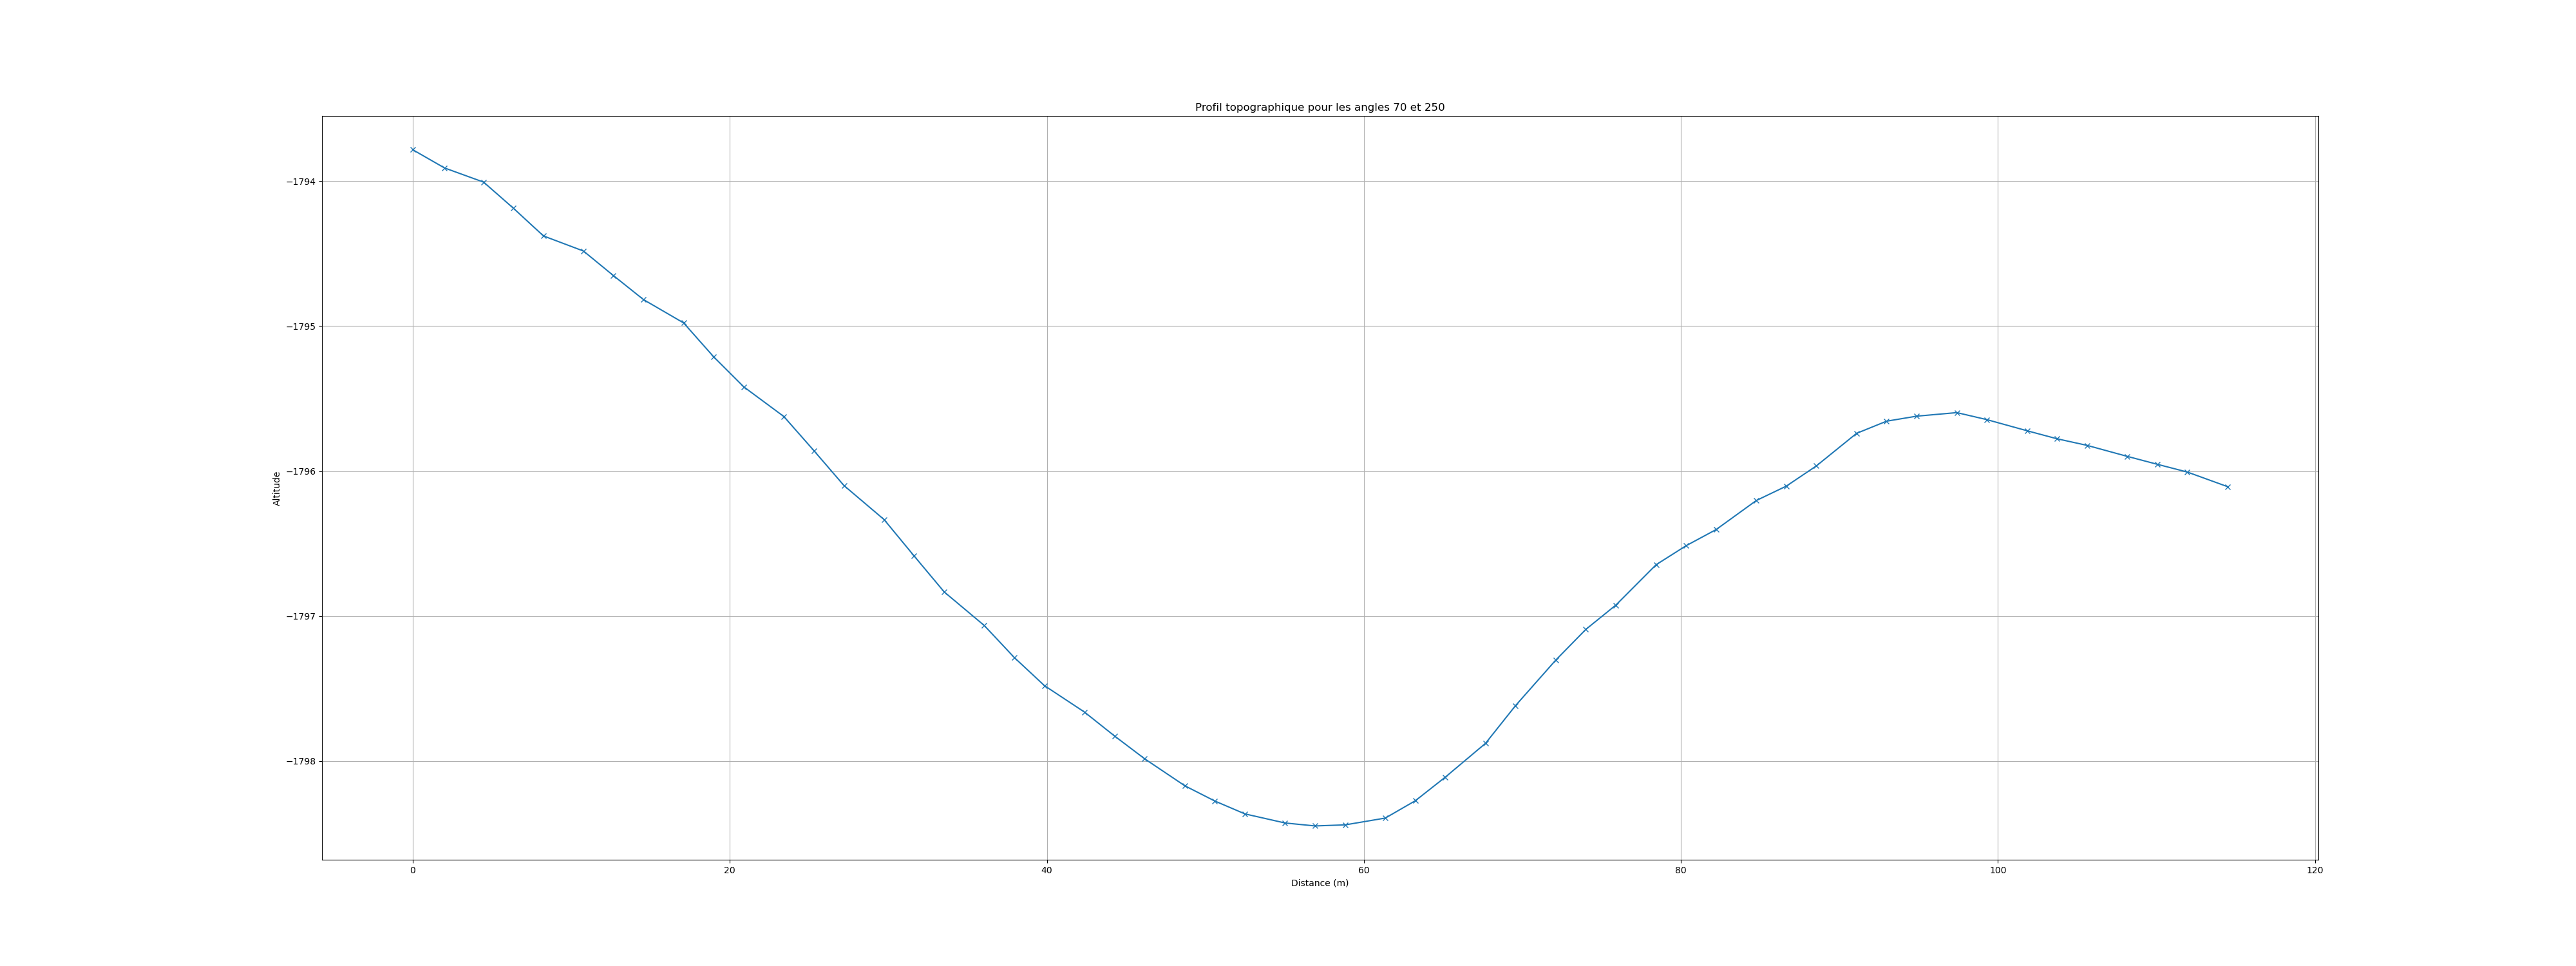 Profil topographique pour les angles 70 et 250
−1794
−1795
−1796
−1797
−1798
Altitude
0 20 40 60 80 100 120
Distance (m)